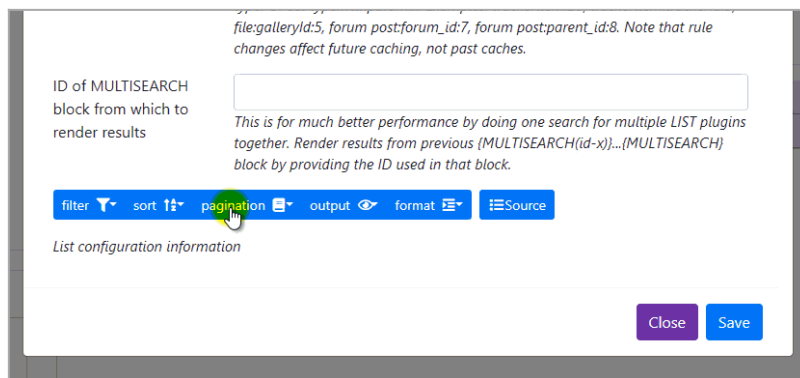 file:galleryId:5, forum post:forum_id:7, forum post:parent_id:8. Note that rule
changes affect future caching, not past caches.
ID of MULTISEARCH
block from which to
render results
This is for much better performance by doing one search for multiple LIST plugins
together. Render results from previous {MULTISEARCH(id-x)}...{MULTISEARCH}
block by providing the ID used in that block.
filter sort pagination output format Source
List configuration information
Close Save